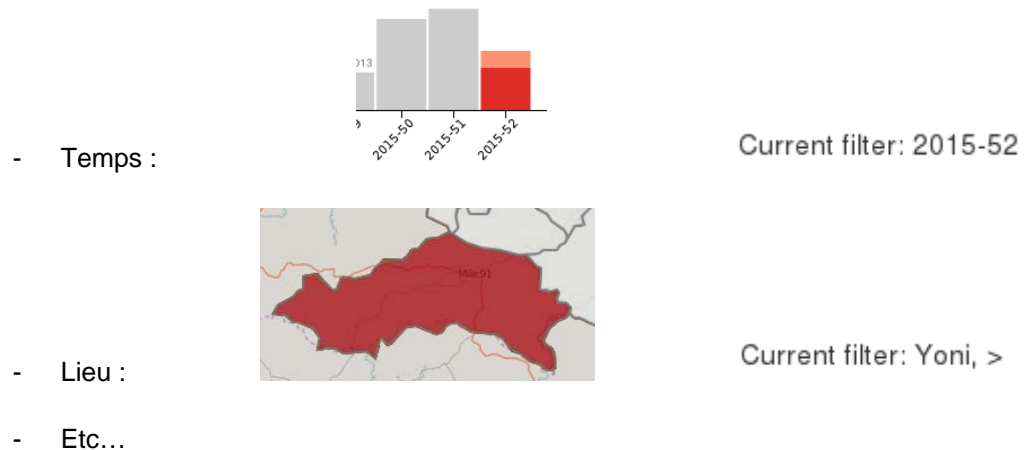 013
9
2015-50
2015-51
2015-52
- Temps :
Current filter: 2015-52
Mile 91
- Lieu :
Current filter: Yoni, >
- Etc…